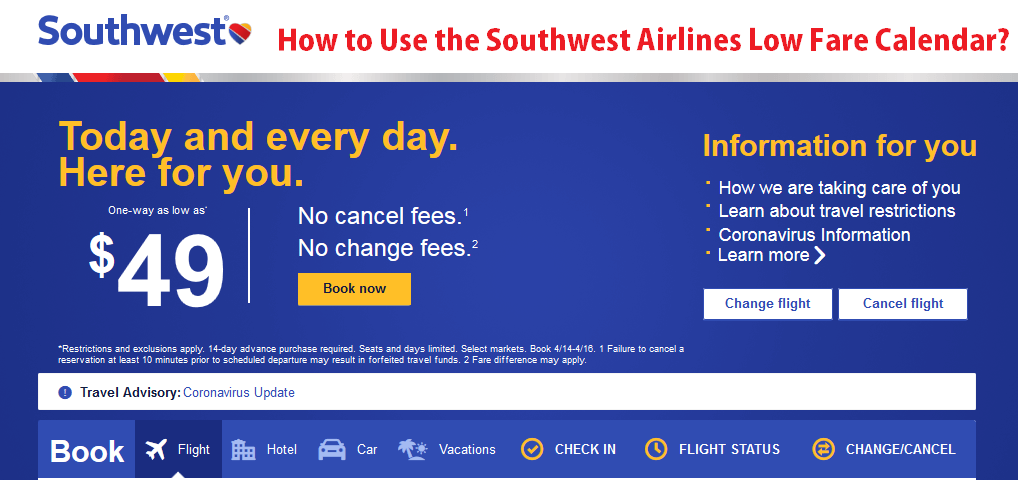 Southwest®
How to Use the Southwest Airlines Low Fare Calendar?
Today and every day.
Here for you.
One-way as low as*
$49
No cancel fees.1
No change fees.2
Book now
Information for you
How we are taking care of you
Learn about travel restrictions
Coronavirus Information
Learn more
Change flight
Cancel flight
*Restrictions and exclusions apply. 14-day advance purchase required. Seats and days limited. Select markets. Book 4/14-4/16. 1 Failure to cancel a
reservation at least 10 minutes prior to scheduled departure may result in forfeited travel funds. 2 Fare difference may apply.
Travel Advisory: Coronavirus Update
Book Flight Hotel Car Vacations CHECK IN FLIGHT STATUS CHANGE/CANCEL